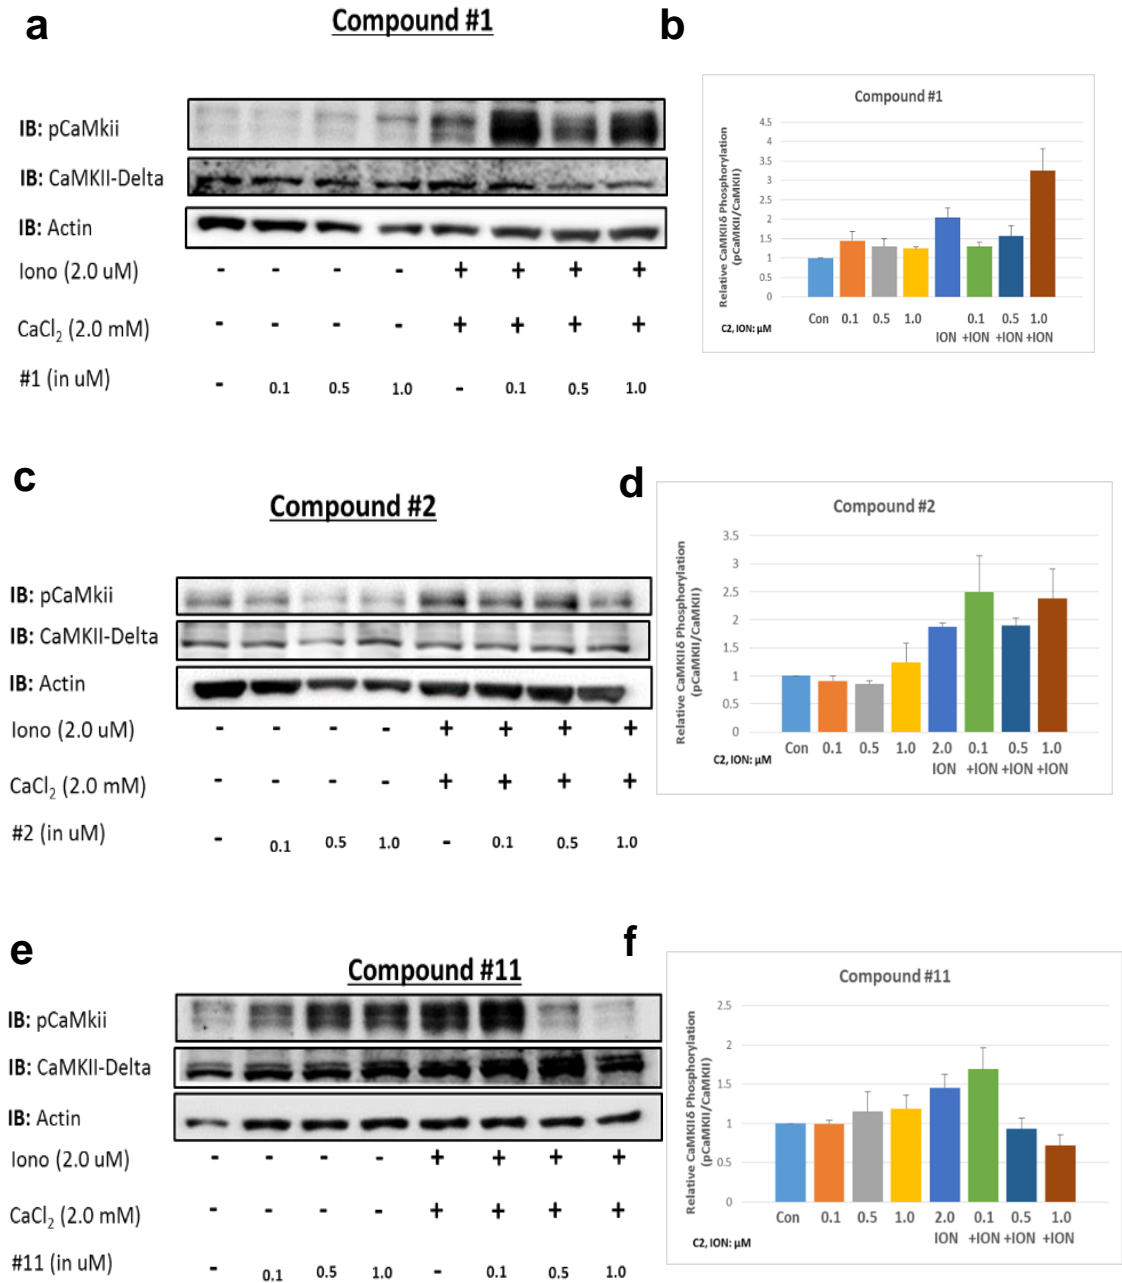 a
Compound #1
IB: pCaMkii
IB: CaMKII-Delta
IB: Actin
Iono (2.0 uM) - - - - + + + +
CaCl2 (2.0 mM) - - - - + + + +
#1 (in uM) - 0.1 0.5 1.0 - 0.1 0.5 1.0
b
Compound #1
Relative CaMKIIδ Phosphorylation
(pCaMKII/CaMKII)
4.5
4
3.5
3
2.5
2
1.5
1
0.5
0
Con 0.1 0.5 1.0 0.1 0.5 1.0
C2, ION: µM ION +ION +ION +ION
c
Compound #2
IB: pCaMkii
IB: CaMKII-Delta
IB: Actin
Iono (2.0 uM) - - - - + + + +
CaCl2 (2.0 mM) - - - - + + + +
#2 (in uM) - 0.1 0.5 1.0 - 0.1 0.5 1.0
d
Compound #2
Relative CaMKIIδ Phosphorylation
(pCaMKII/CaMKII)
3.5
3
2.5
2
1.5
1
0.5
0
Con 0.1 0.5 1.0 2.0 0.1 0.5 1.0
C2, ION: µM ION +ION +ION +ION
e
Compound #11
IB: pCaMkii
IB: CaMKII-Delta
IB: Actin
Iono (2.0 uM) - - - - + + + +
CaCl2 (2.0 mM) - - - - + + + +
#11 (in uM) - 0.1 0.5 1.0 - 0.1 0.5 1.0
f
Compound #11
Relative CaMKIIδ Phosphorylation
(pCaMKII/CaMKII)
2.5
2
1.5
1
0.5
0
Con 0.1 0.5 1.0 2.0 0.1 0.5 1.0
ION +ION +ION +ION
C2, ION: µM